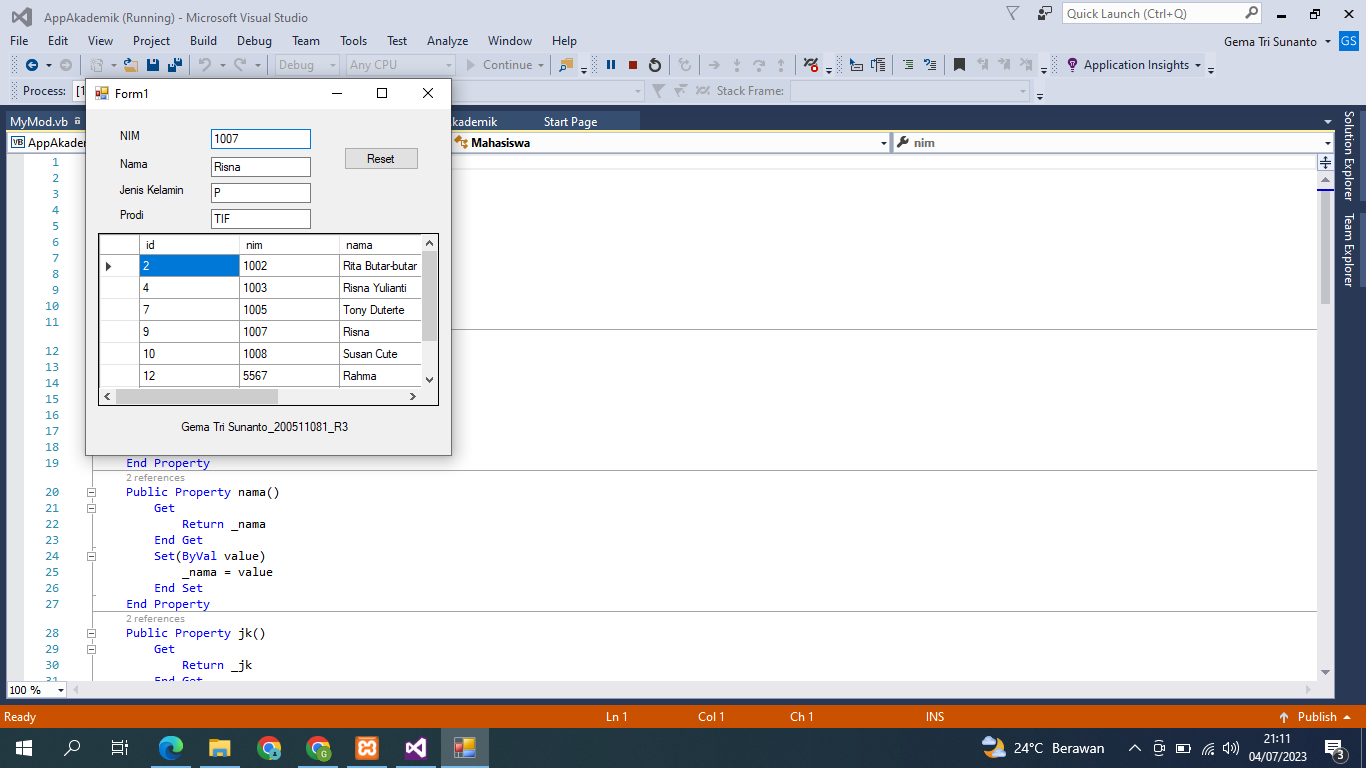 AppAkademik (Running) - Microsoft Visual Studio
Quick Launch (Ctrl+Q)
File Edit View Project Build Debug Team Tools Test Analyze Window Help
Gema Tri Sunanto GS
Debug Any CPU Continue Application Insights
Process: [1 Stack Frame:
Form1
MyMod.vb kademik Start Page
AppAkadem Mahasiswa nim
NIM 1007
Nama Risna
Reset
Jenis Kelamin P
Prodi TIF
id nim nama
2 1002 Rita Butar-butar
4 1003 Risna Yulianti
7 1005 Tony Duterte
9 1007 Risna
10 1008 Susan Cute
12 5567 Rahma
Gema Tri Sunanto_200511081_R3
Solution Explorer
Team Explorer
1
2
3
4
5
6
7
8
9
10
11
12
13
14
15
16
17
18
19 End Property
2 references
20 Public Property nama()
21 Get
22 Return _nama
23 End Get
24 Set(ByVal value)
25 _nama = value
26 End Set
27 End Property
2 references
28 Public Property jk()
29 Get
30 Return _jk
31 End Get
100 %
Ready Ln 1 Col 1 Ch 1 INS Publish
24°C Berawan
21:11
04/07/2023
3